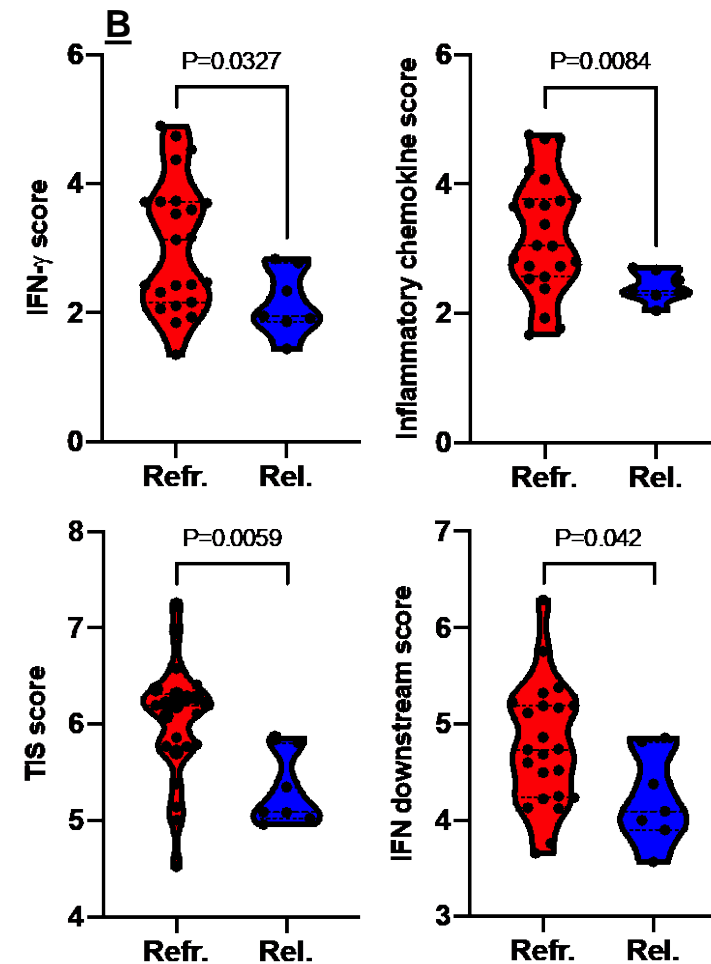 B
P=0.0327
6
4
2
0
IFN-γ score
Refr. Rel.
P=0.0084
6
4
2
0
Inflammatory chemokine score
Refr. Rel.
P=0.0059
8
7
6
5
4
TIS score
Refr. Rel.
P=0.042
7
6
5
4
3
IFN downstream score
Refr. Rel.